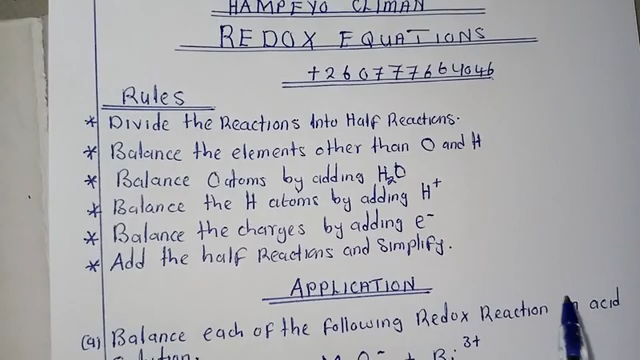 HAMPEYO CLIMAN
REDOX EQUATIONS
+260777664046
Rules
* Divide the Reactions Into Half Reactions.
* Balance the elements other than O and H
* Balance O atoms by adding H₂O
* Balance the H atoms by adding H⁺
* Balance the charges by adding e⁻
* Add the half Reactions and Simplify.
APPLICATION
(a) Balance each of the following Redox Reaction acid
+ Bi³⁺